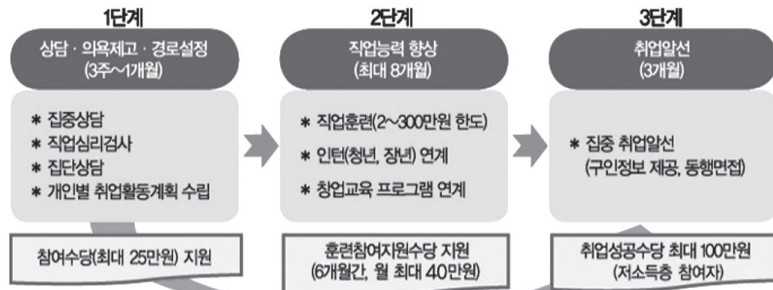 1단계
상담 · 의욕제고 · 경로설정
(3주~1개월)
* 집중상담
* 직업심리검사
* 집단상담
* 개인별 취업활동계획 수립
참여수당(최대 25만원) 지원
2단계
직업능력 향상
(최대 8개월)
* 직업훈련(2~300만원 한도)
* 인턴(청년, 장년) 연계
* 창업교육 프로그램 연계
훈련참여지원수당 지원
(6개월간, 월 최대 40만원)
3단계
취업알선
(3개월)
* 집중 취업알선
(구인정보 제공, 동행면접)
취업성공수당 최대 100만원
(저소득층 참여자)